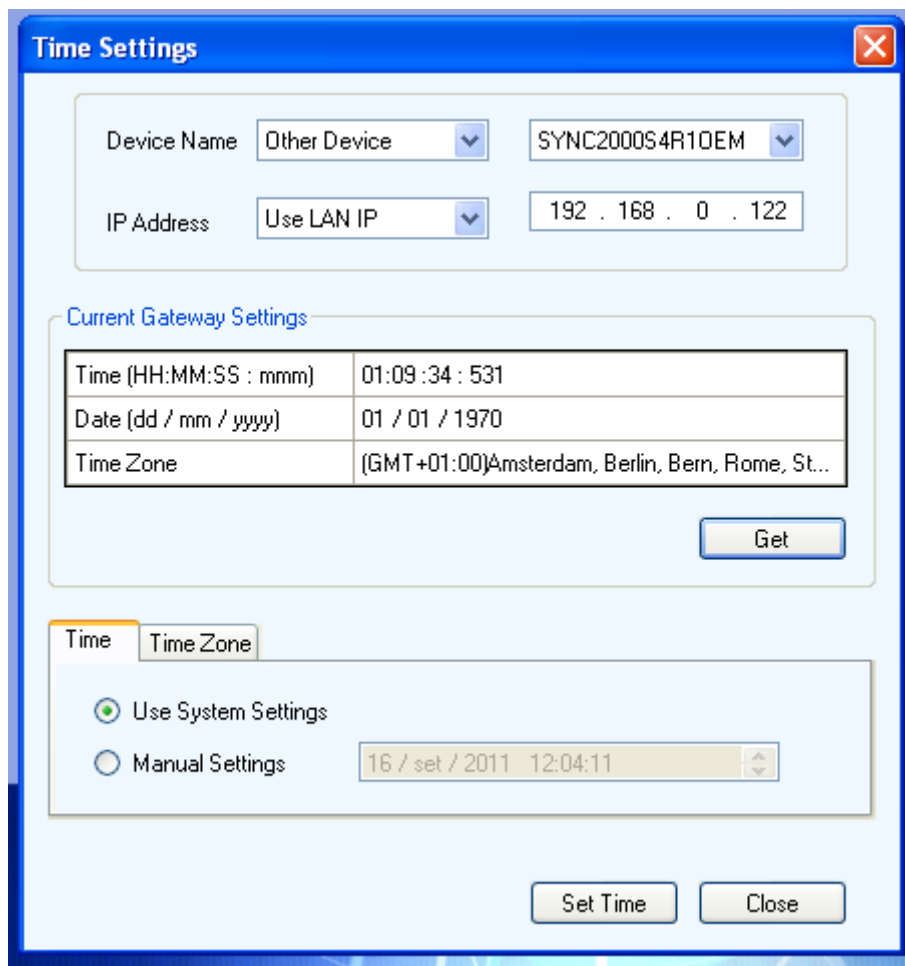 Time Settings
Device Name Other Device SYNC2000S4R1OEM
IP Address Use LAN IP 192 . 168 . 0 . 122
Current Gateway Settings
Time (HH:MM:SS : mmm) 01:09 :34 : 531
Date (dd / mm / yyyy) 01 / 01 / 1970
Time Zone (GMT+01:00)Amsterdam, Berlin, Bern, Rome, St...
Get
Time Time Zone
Use System Settings
Manual Settings 16 / set / 2011 12:04:11
Set Time Close